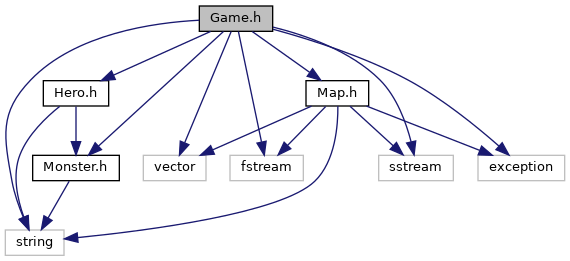 Game.h
Hero.h
Map.h
Monster.h
vector
fstream
sstream
exception
string